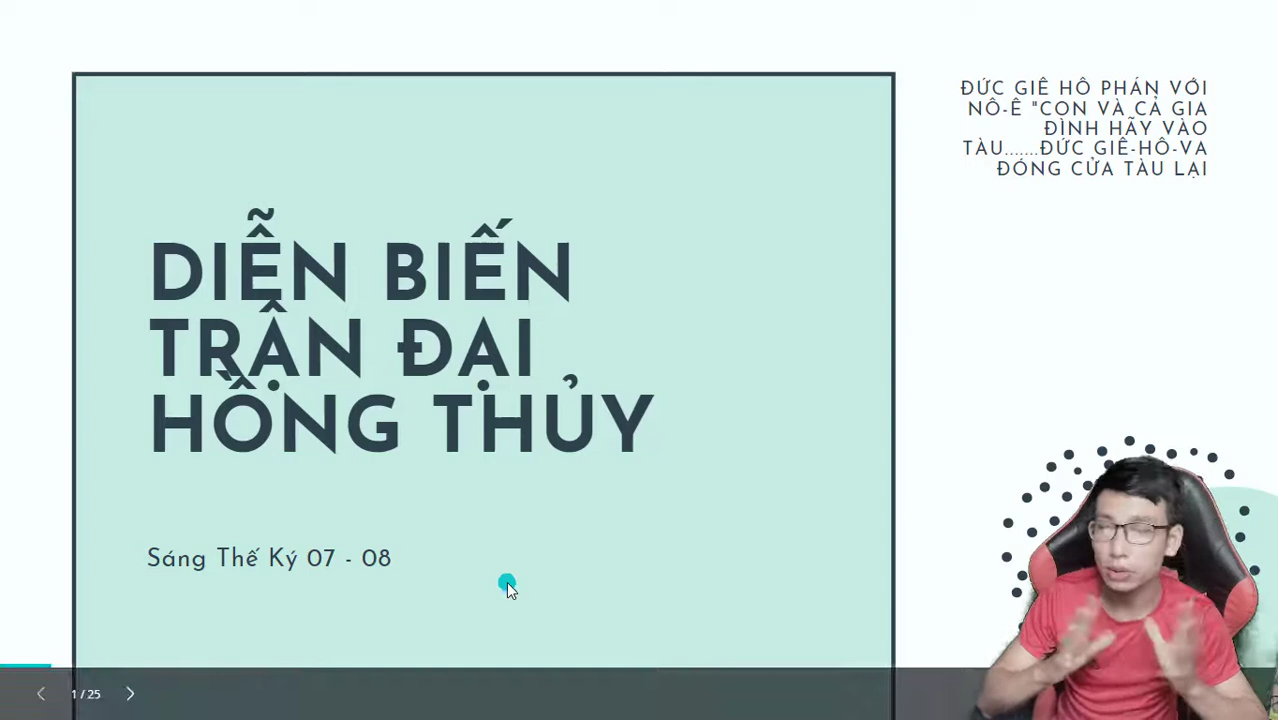 DIỄN BIẾN
TRẬN ĐẠI
HỒNG THỦY
Sáng Thế Ký 07 - 08
ĐỨC GIÊ HÔ PHÁN VỚI
NÔ-Ê "CON VÀ CẢ GIA
ĐÌNH HÃY VÀO
TÀU.......ĐỨC GIÊ-HÔ-VA
ĐÓNG CỬA TÀU LẠI
1 / 25